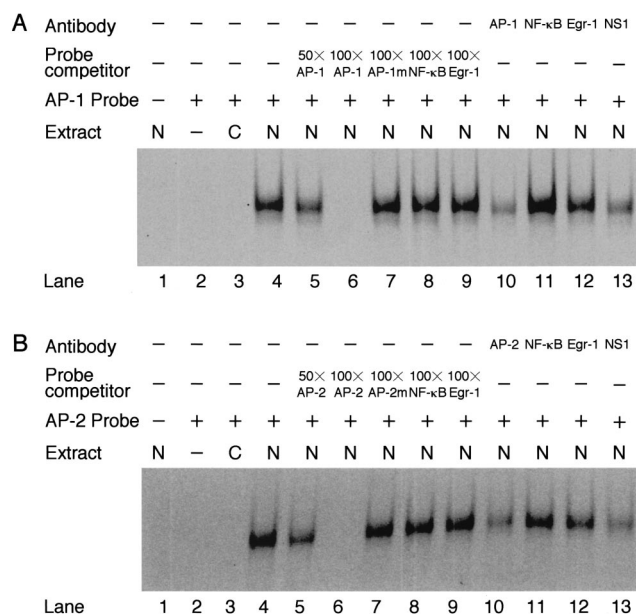 A
Antibody – – – – – – – – – AP-1 NF-κB Egr-1 NS1
Probe competitor – – – – 50× AP-1 100× AP-1 100× AP-1m 100× NF-κB 100× Egr-1 – – – –
AP-1 Probe – + + + + + + + + + + + +
Extract N – C N N N N N N N N N N
Lane 1 2 3 4 5 6 7 8 9 10 11 12 13
B
Antibody – – – – – – – – – AP-2 NF-κB Egr-1 NS1
Probe competitor – – – – 50× AP-2 100× AP-2 100× AP-2m 100× NF-κB 100× Egr-1 – – – –
AP-2 Probe – + + + + + + + + + + + +
Extract N – C N N N N N N N N N N
Lane 1 2 3 4 5 6 7 8 9 10 11 12 13